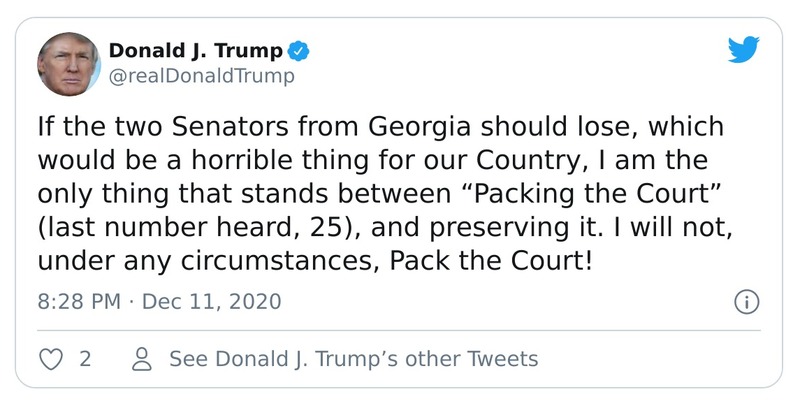 Donald J. Trump
@realDonaldTrump
If the two Senators from Georgia should lose, which
would be a horrible thing for our Country, I am the
only thing that stands between “Packing the Court”
(last number heard, 25), and preserving it. I will not,
under any circumstances, Pack the Court!
8:28 PM · Dec 11, 2020
2 See Donald J. Trump’s other Tweets